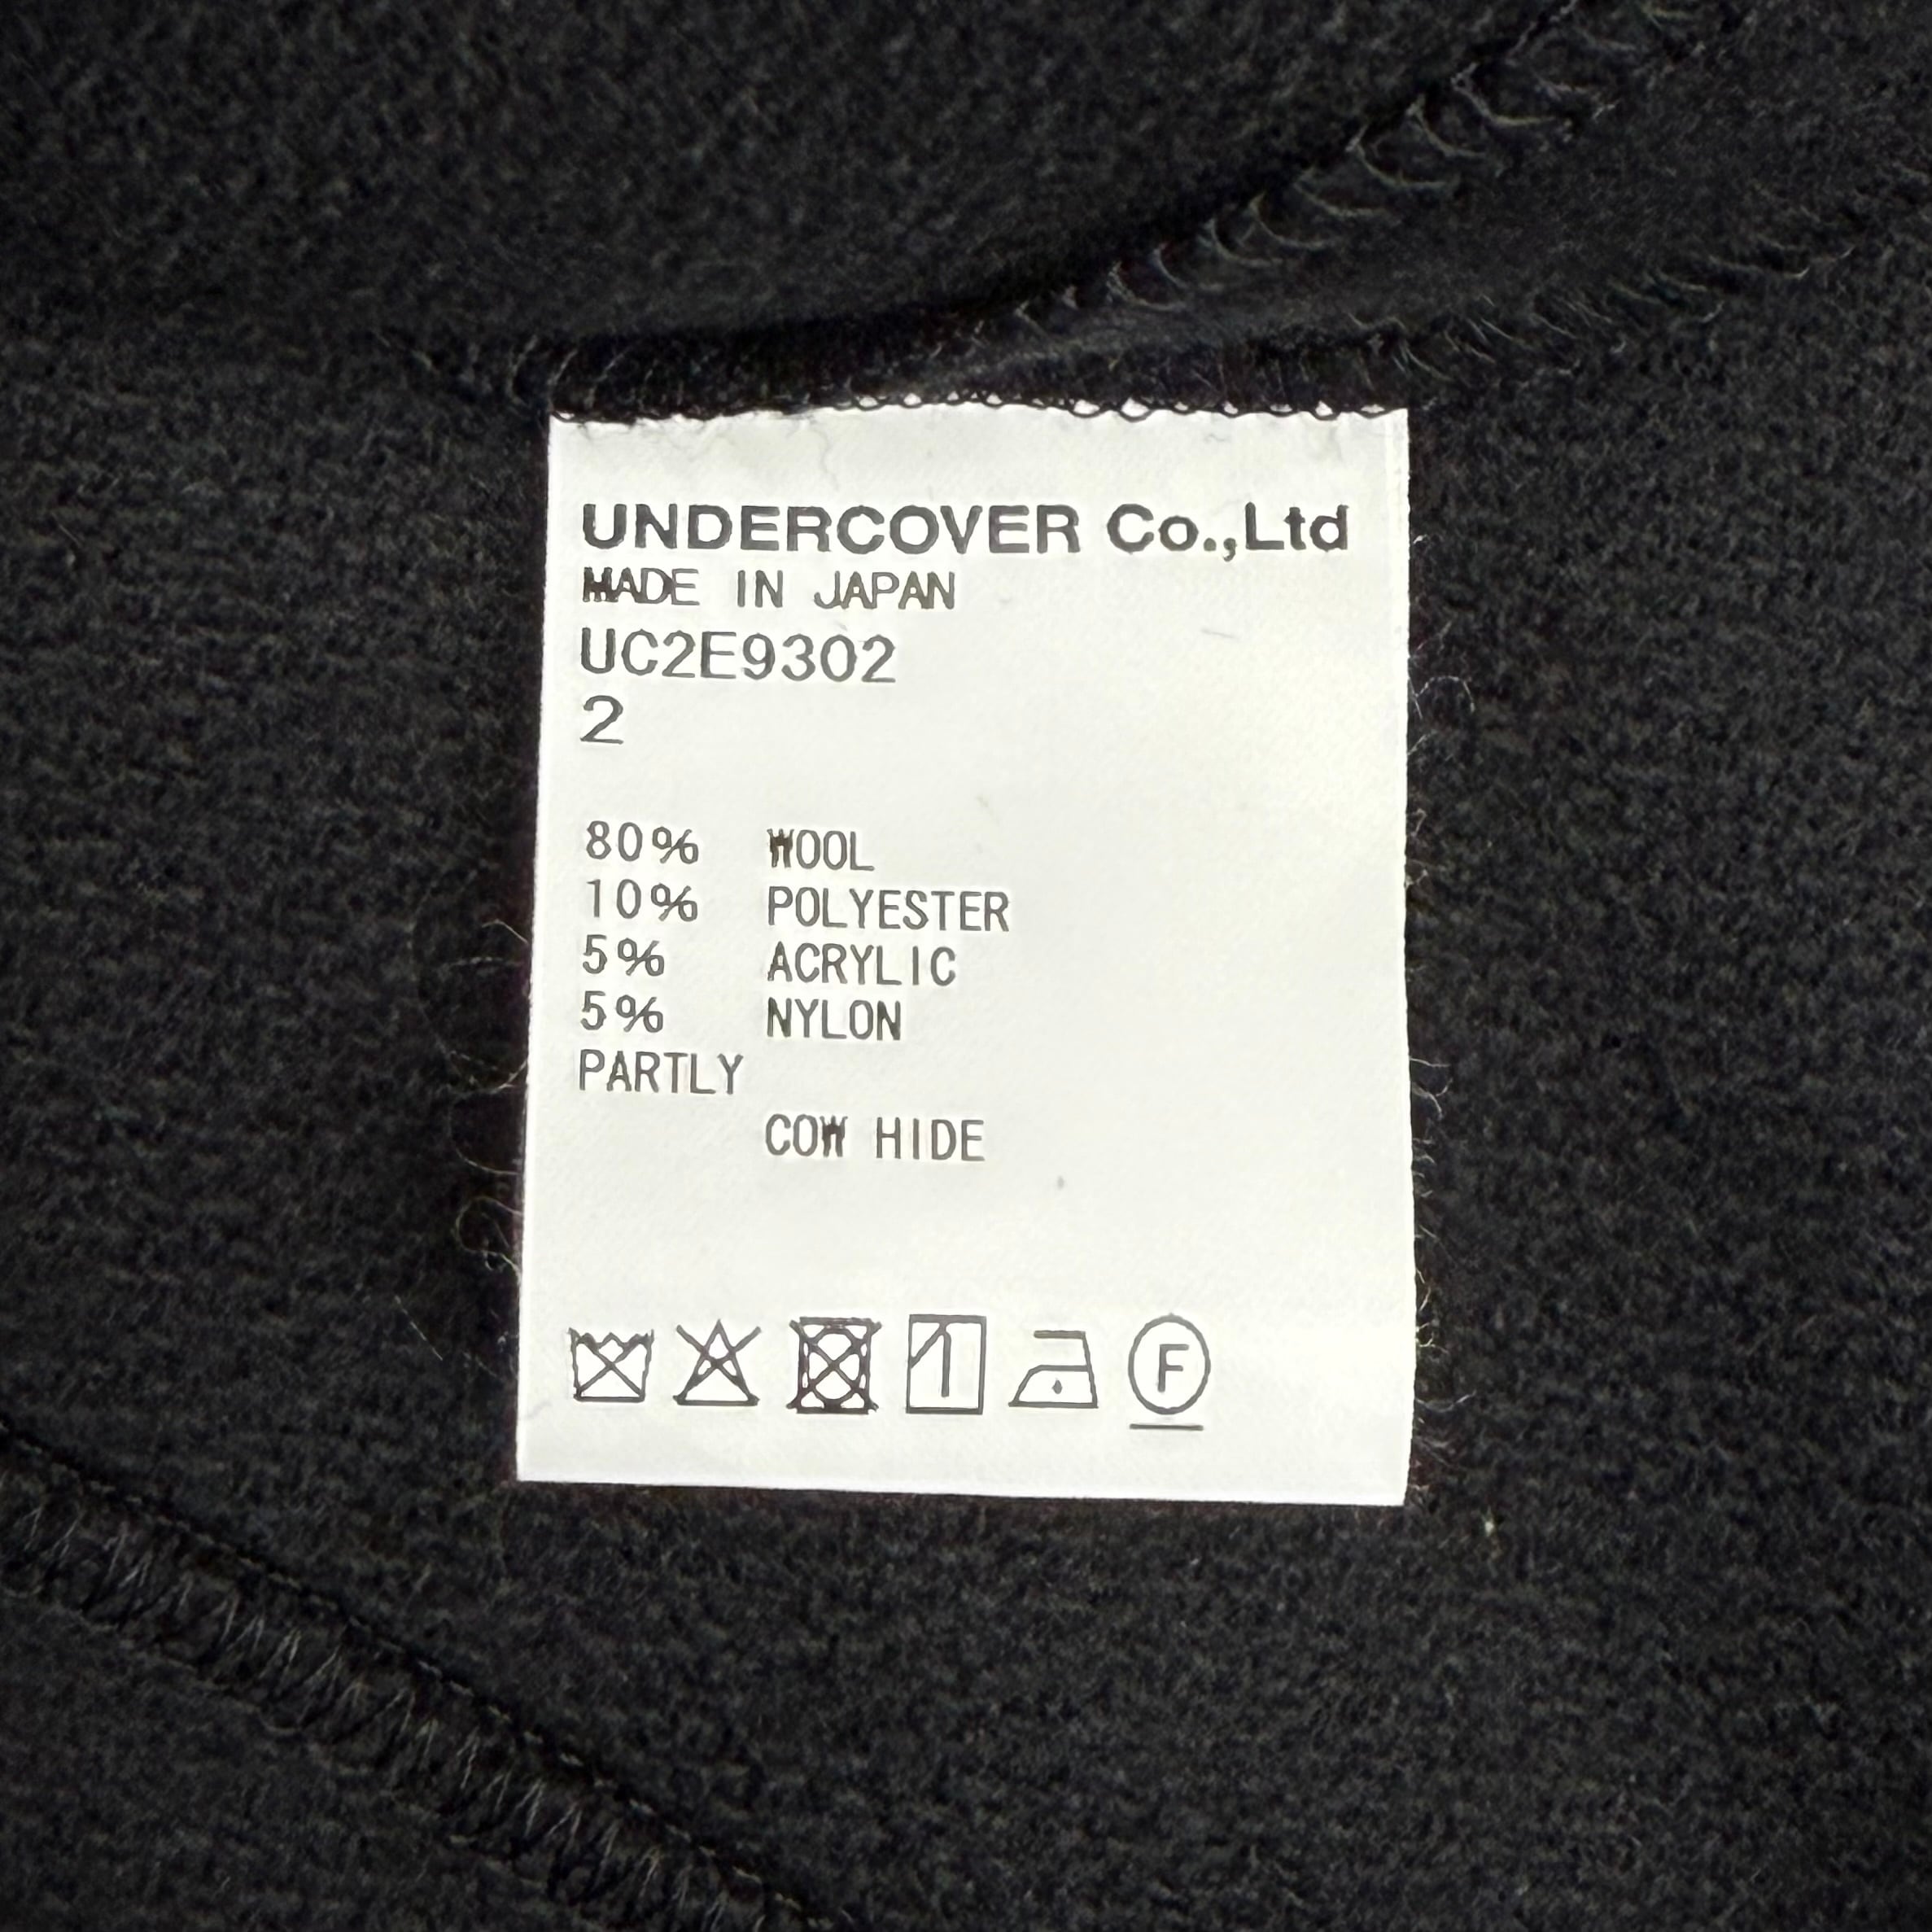 UNDERCOVER Co.,Ltd
MADE IN JAPAN
UC2E9302
2
80% WOOL
10% POLYESTER
5% ACRYLIC
5% NYLON
PARTLY
COW HIDE
F